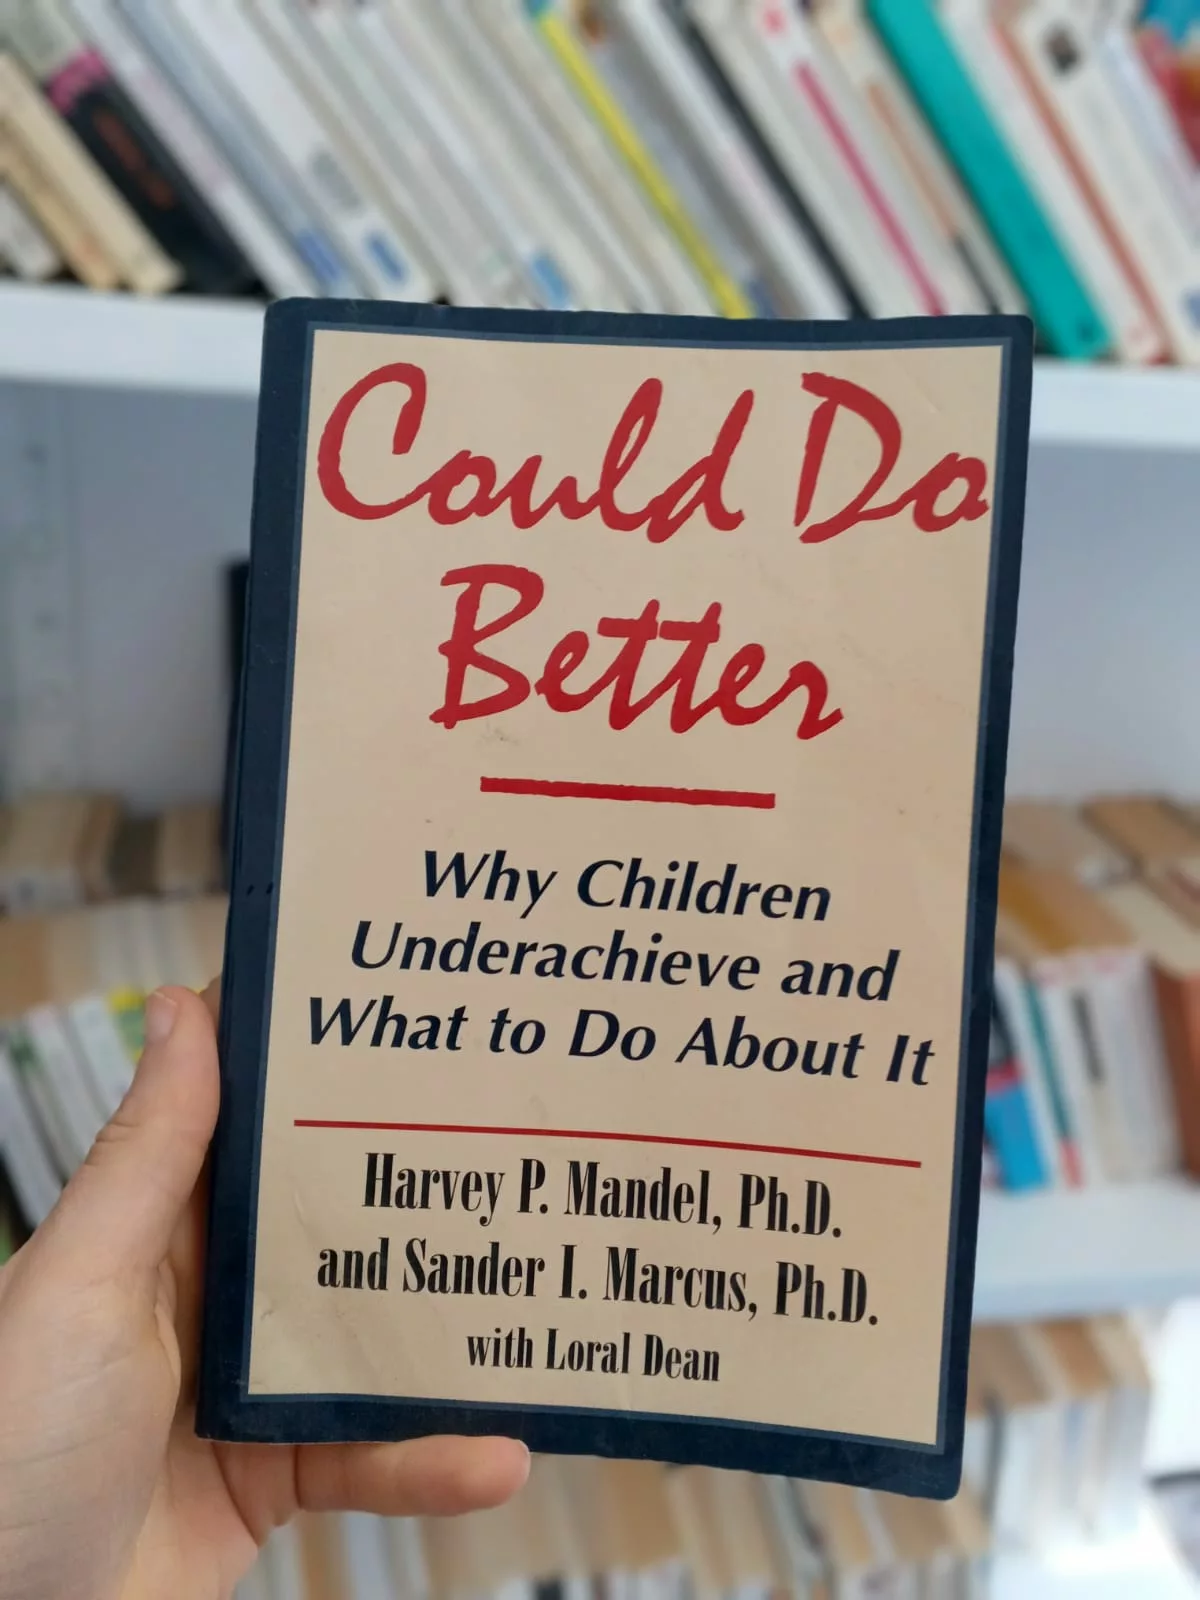 Could Do
Better
Why Children
Underachieve and
What to Do About It
Harvey P. Mandel, Ph.D.
and Sander I. Marcus, Ph.D.
with Loral Dean